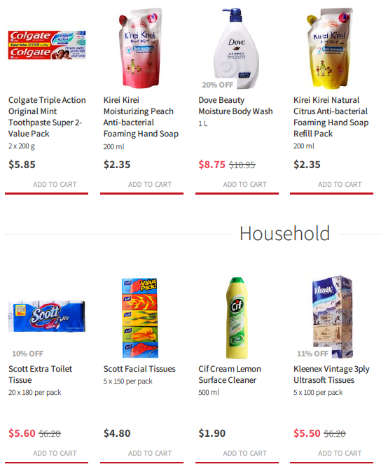 Colgate
Kirei Kirei
Dove
Kirei Kirei
20% OFF
Colgate Triple Action
Original Mint
Toothpaste Super 2-
Value Pack
2 x 200 g
$5.85
ADD TO CART
Kirei Kirei
Moisturizing Peach
Anti-bacterial
Foaming Hand Soap
200 ml
$2.35
ADD TO CART
Dove Beauty
Moisture Body Wash
1 L
$8.75 $10.95
ADD TO CART
Kirei Kirei Natural
Citrus Anti-bacterial
Foaming Hand Soap
Refill Pack
200 ml
$2.35
ADD TO CART
Household
Scott
Value
Pack
Cif
Kleenex
10% OFF
Scott Extra Toilet
Tissue
20 x 180 per pack
$5.60 $6.20
ADD TO CART
Scott Facial Tissues
5 x 150 per pack
$4.80
ADD TO CART
Cif Cream Lemon
Surface Cleaner
500 ml
$1.90
ADD TO CART
11% OFF
Kleenex Vintage 3ply
Ultrasoft Tissues
5 x 100 per pack
$5.50 $6.20
ADD TO CART